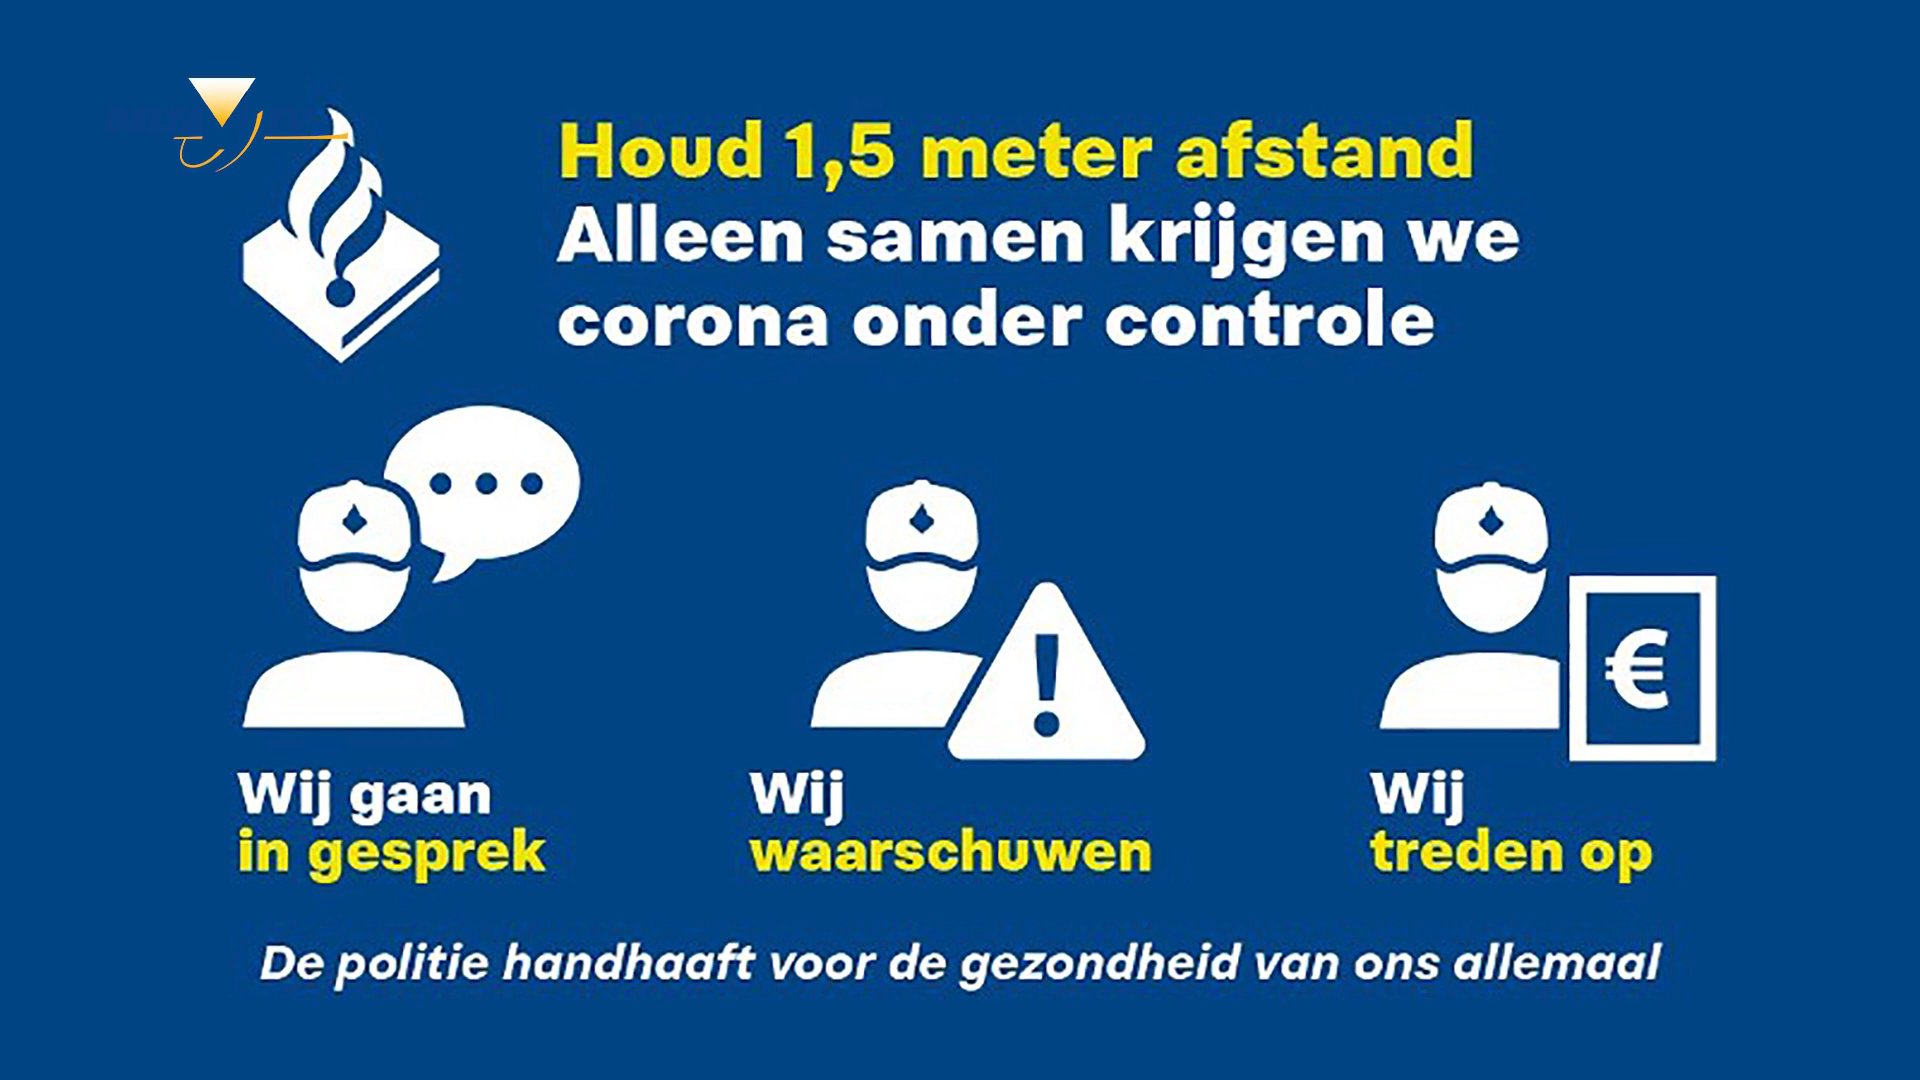 Houd 1,5 meter afstand
Alleen samen krijgen we
corona onder controle
Wij gaan
in gesprek
Wij
waarschuwen
€
Wij
treden op
De politie handhaaft voor de gezondheid van ons allemaal